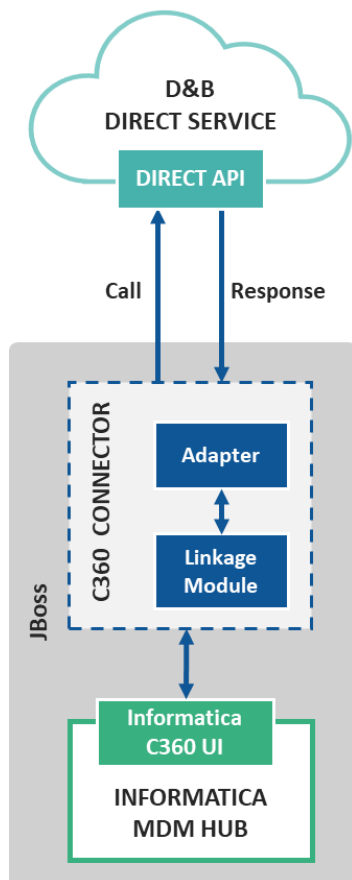 D&B
DIRECT SERVICE
DIRECT API
Call
Response
JBoss
C360 CONNECTOR
Adapter
Linkage
Module
Informatica
C360 UI
INFORMATICA
MDM HUB